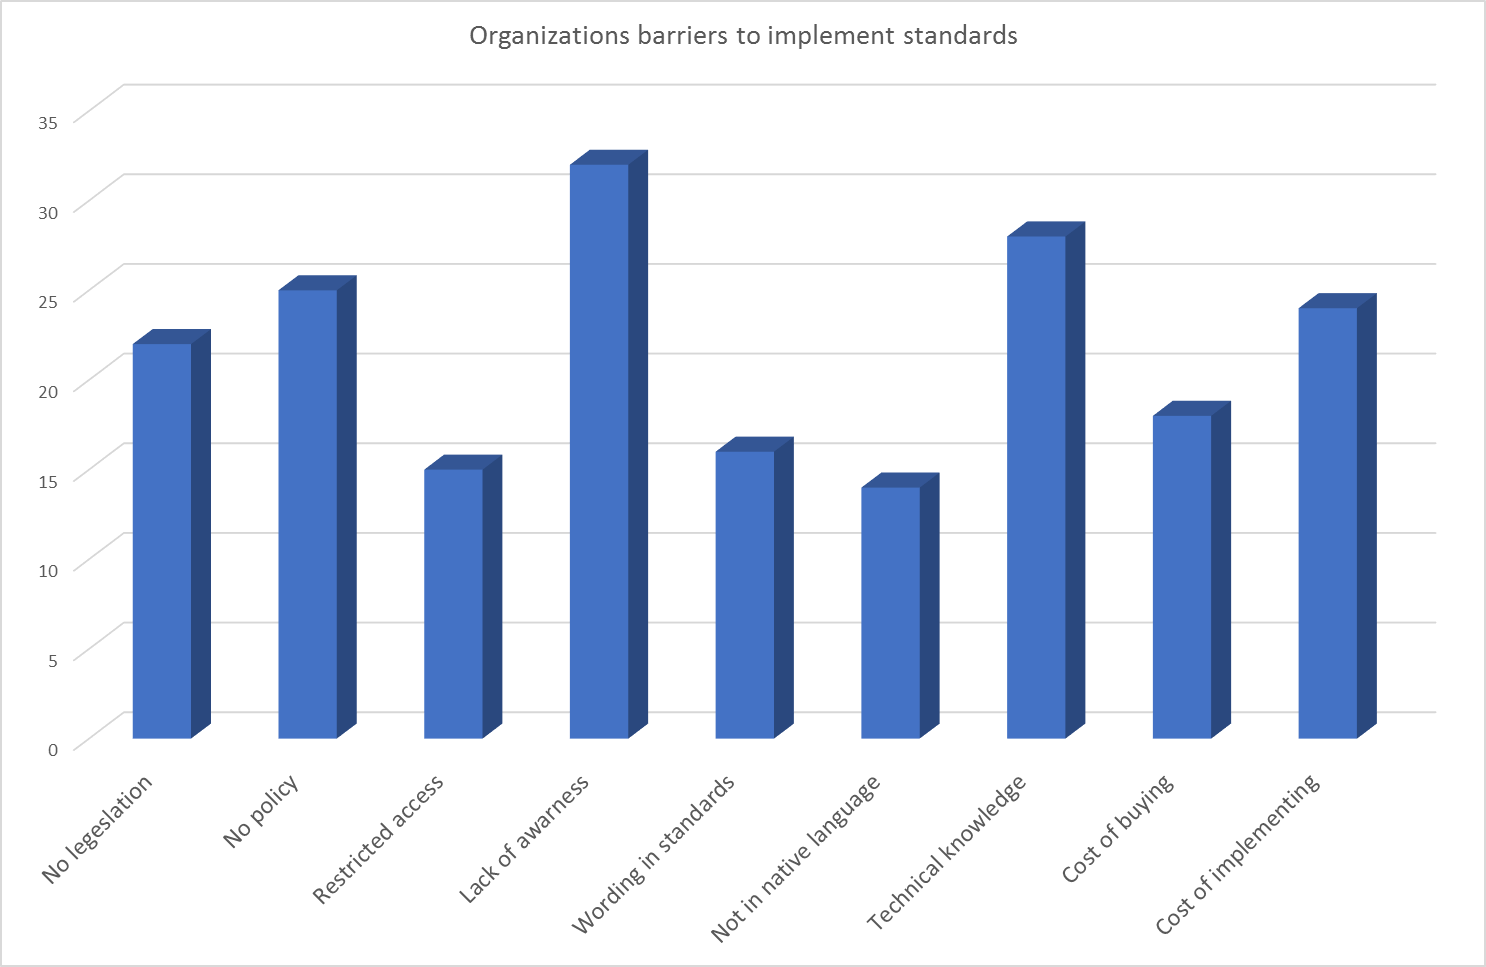 Organizations barriers to implement standards
35
30
25
20
15
10
5
0
No legeslation
No policy
Restricted access
Lack of awarness
Wording in standards
Not in native language
Technical knowledge
Cost of buying
Cost of implementing